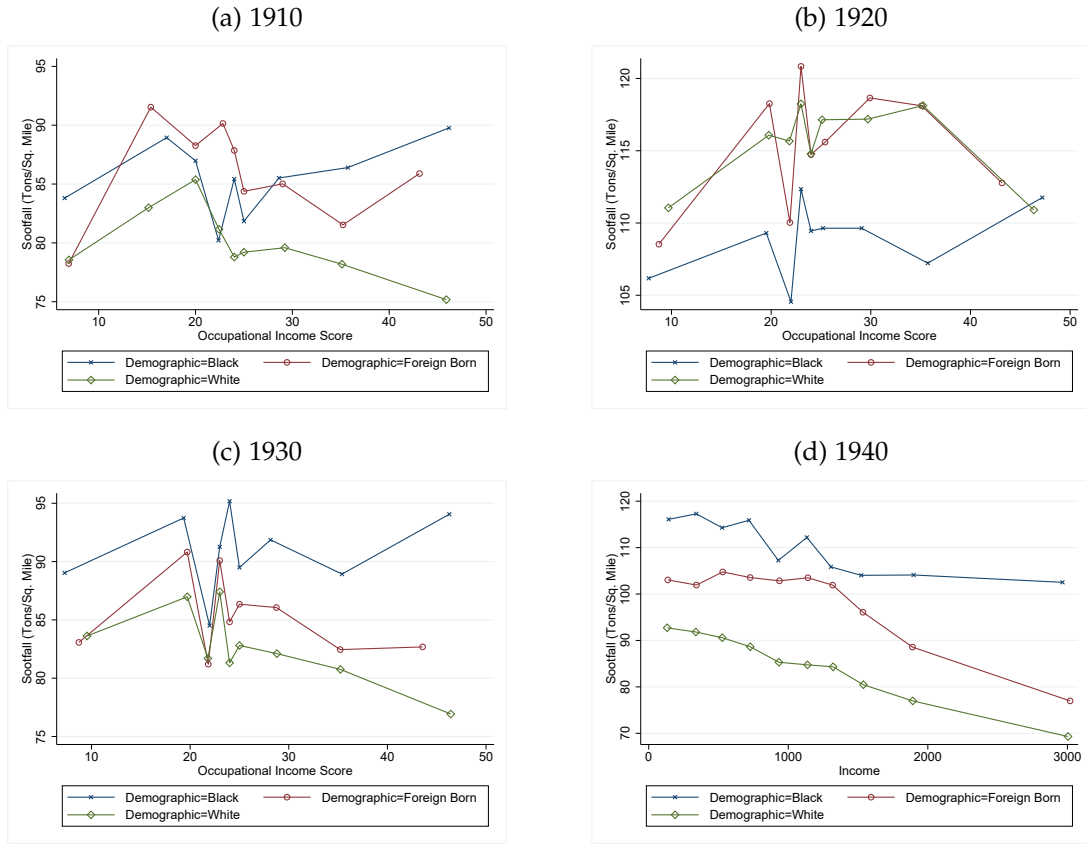 (a) 1910
Sootfall (Tons/Sq. Mile)
95
90
85
80
75
10 20 30 40 50
Occupational Income Score
Demographic=Black Demographic=Foreign Born
Demographic=White
(b) 1920
Sootfall (Tons/Sq. Mile)
120
115
110
105
10 20 30 40 50
Occupational Income Score
Demographic=Black Demographic=Foreign Born
Demographic=White
(c) 1930
Sootfall (Tons/Sq. Mile)
95
90
85
80
75
10 20 30 40 50
Occupational Income Score
Demographic=Black Demographic=Foreign Born
Demographic=White
(d) 1940
Sootfall (Tons/Sq. Mile)
120
110
100
90
80
70
0 1000 2000 3000
Income
Demographic=Black Demographic=Foreign Born
Demographic=White